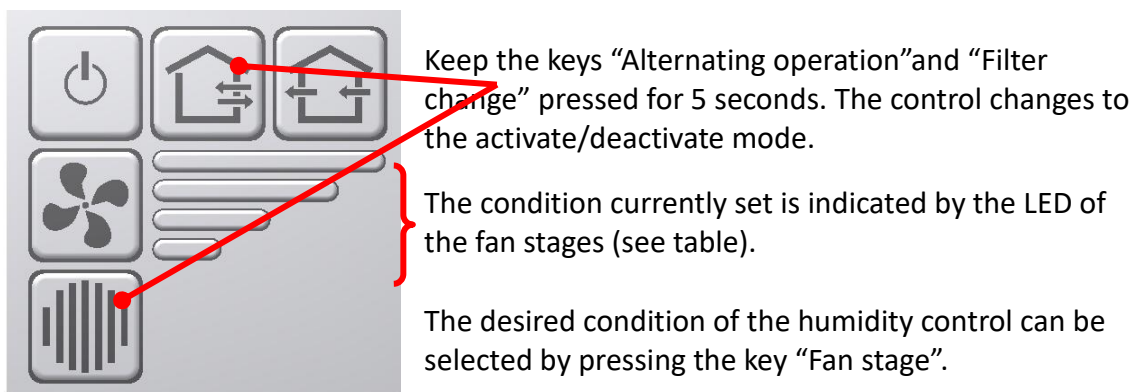 Keep the keys “Alternating operation”and “Filter
change” pressed for 5 seconds. The control changes to
the activate/deactivate mode.
The condition currently set is indicated by the LED of
the fan stages (see table).
The desired condition of the humidity control can be
selected by pressing the key “Fan stage”.